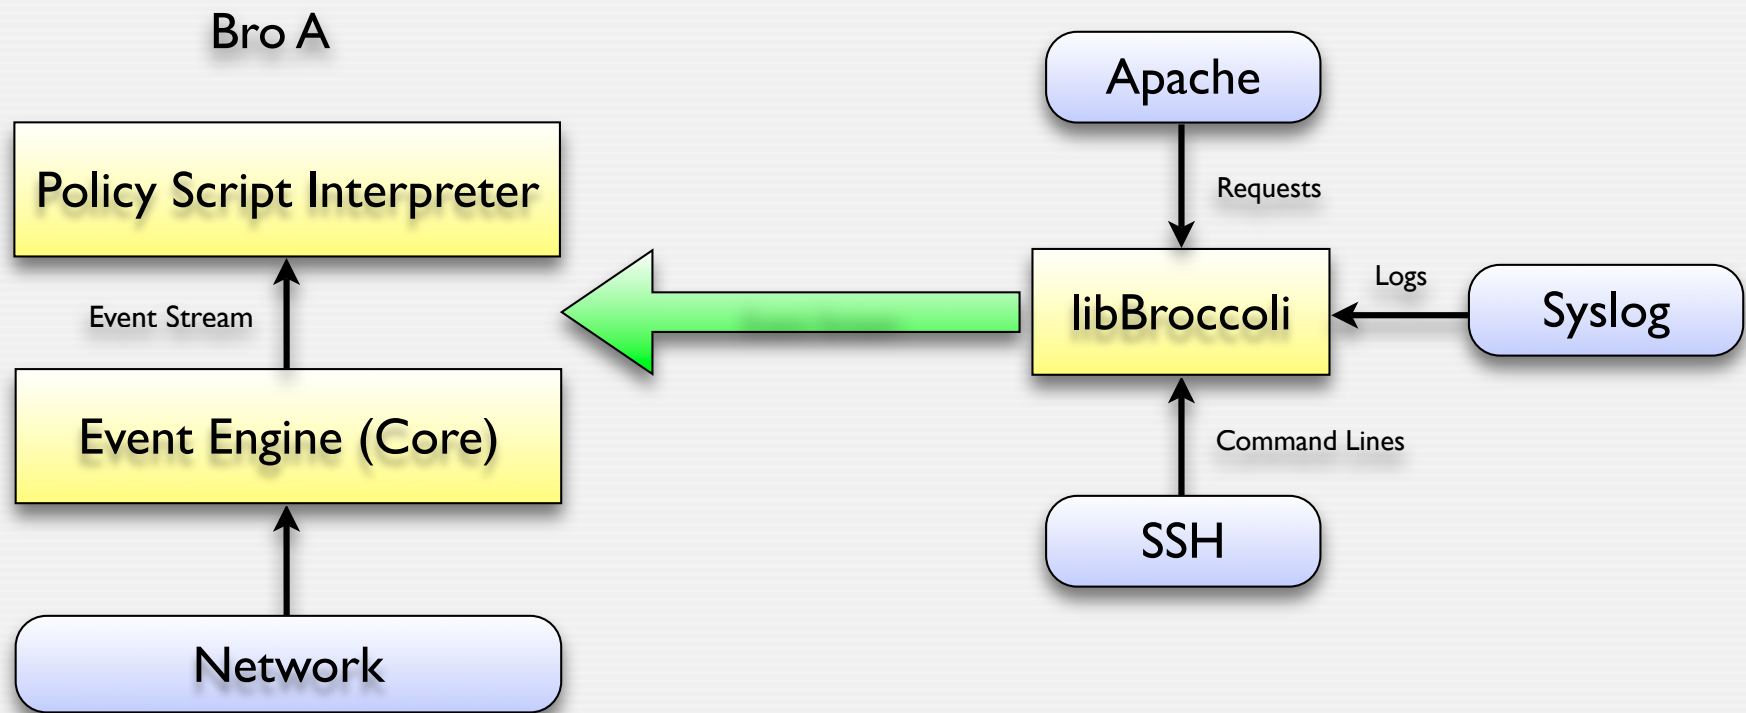 Bro A
Policy Script Interpreter
Event Stream
Event Engine (Core)
Network
Apache
Requests
libBroccoli
Logs
Syslog
Command Lines
SSH